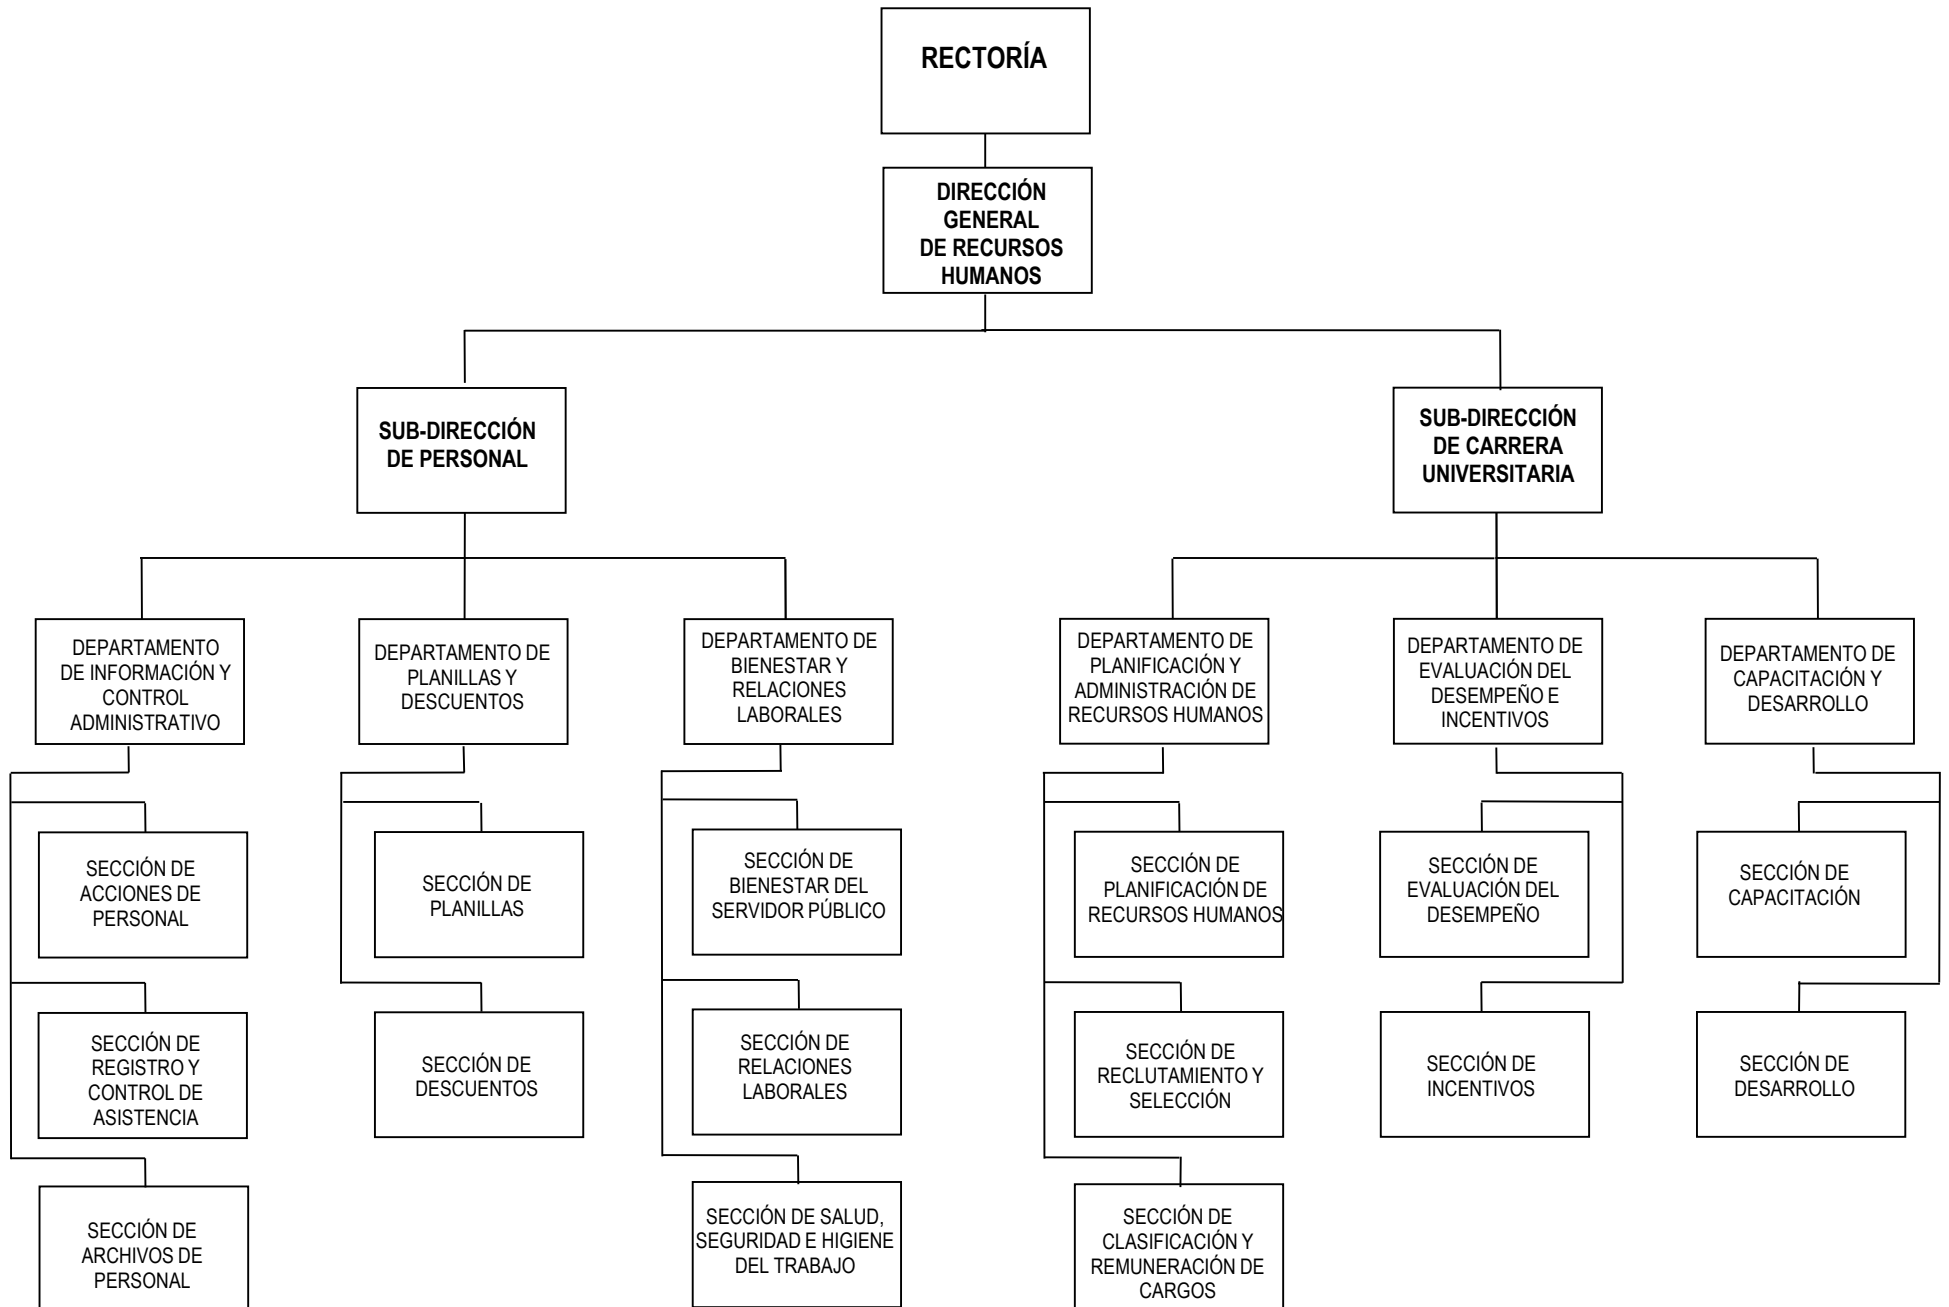 RECTORÍA
DIRECCIÓN
GENERAL
DE RECURSOS
HUMANOS
SUB-DIRECCIÓN
DE PERSONAL
SUB-DIRECCIÓN
DE CARRERA
UNIVERSITARIA
DEPARTAMENTO
DE INFORMACIÓN Y
CONTROL
ADMINISTRATIVO
DEPARTAMENTO DE
PLANILLAS Y
DESCUENTOS
DEPARTAMENTO DE
BIENESTAR Y
RELACIONES
LABORALES
DEPARTAMENTO DE
PLANIFICACIÓN Y
ADMINISTRACIÓN DE
RECURSOS HUMANOS
DEPARTAMENTO DE
EVALUACIÓN DEL
DESEMPEÑO E
INCENTIVOS
DEPARTAMENTO DE
CAPACITACIÓN Y
DESARROLLO
SECCIÓN DE
ACCIONES DE
PERSONAL
SECCIÓN DE
PLANILLAS
SECCIÓN DE
BIENESTAR DEL
SERVIDOR PÚBLICO
SECCIÓN DE
PLANIFICACIÓN DE
RECURSOS HUMANOS
SECCIÓN DE
EVALUACIÓN DEL
DESEMPEÑO
SECCIÓN DE
CAPACITACIÓN
SECCIÓN DE
REGISTRO Y
CONTROL DE
ASISTENCIA
SECCIÓN DE
DESCUENTOS
SECCIÓN DE
RELACIONES
LABORALES
SECCIÓN DE
RECLUTAMIENTO Y
SELECCIÓN
SECCIÓN DE
INCENTIVOS
SECCIÓN DE
DESARROLLO
SECCIÓN DE
ARCHIVOS DE
PERSONAL
SECCIÓN DE SALUD,
SEGURIDAD E HIGIENE
DEL TRABAJO
SECCIÓN DE
CLASIFICACIÓN Y
REMUNERACIÓN DE
CARGOS